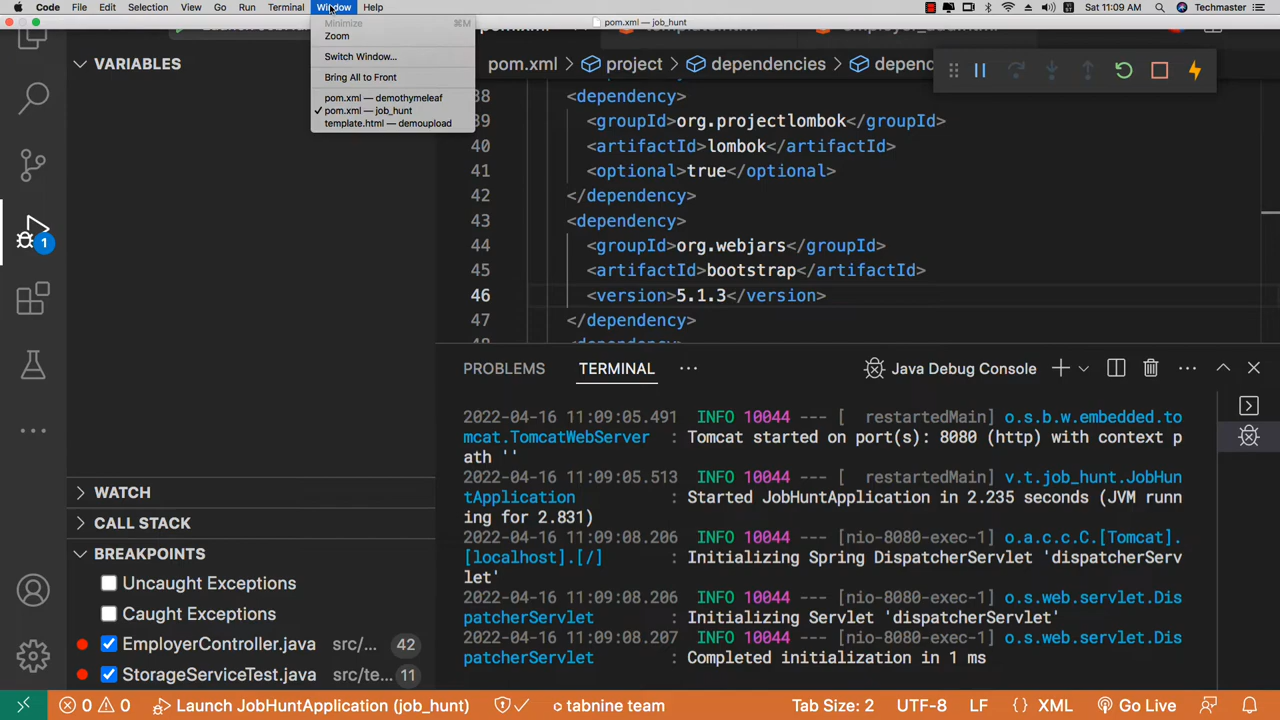 Code File Edit Selection View Go Run Terminal Window Help
Sat 11:09 AM Techmaster
pom.xml — job_hunt
Minimize ⌘M
Zoom
Switch Window...
Bring All to Front
pom.xml — demothymeleaf
✓ pom.xml — job_hunt
template.html — demoupload
VARIABLES
WATCH
CALL STACK
BREAKPOINTS
Uncaught Exceptions
Caught Exceptions
EmployerController.java src/... 42
StorageServiceTest.java src/te... 11
1
pom.xml > project > dependencies > depend
38 <dependency>
39 <groupId>org.projectlombok</groupId>
40 <artifactId>lombok</artifactId>
41 <optional>true</optional>
42 </dependency>
43 <dependency>
44 <groupId>org.webjars</groupId>
45 <artifactId>bootstrap</artifactId>
46 <version>5.1.3</version>
47 </dependency>
PROBLEMS TERMINAL ... Java Debug Console
2022-04-16 11:09:05.491 INFO 10044 --- [ restartedMain] o.s.b.w.embedded.to
mcat.TomcatWebServer : Tomcat started on port(s): 8080 (http) with context p
ath ''
2022-04-16 11:09:05.513 INFO 10044 --- [ restartedMain] v.t.job_hunt.JobHun
tApplication : Started JobHuntApplication in 2.235 seconds (JVM runn
ing for 2.831)
2022-04-16 11:09:08.206 INFO 10044 --- [nio-8080-exec-1] o.a.c.c.C.[Tomcat].
[localhost].[/] : Initializing Spring DispatcherServlet 'dispatcherServ
let'
2022-04-16 11:09:08.206 INFO 10044 --- [nio-8080-exec-1] o.s.web.servlet.Dis
patcherServlet : Initializing Servlet 'dispatcherServlet'
2022-04-16 11:09:08.207 INFO 10044 --- [nio-8080-exec-1] o.s.web.servlet.Dis
patcherServlet : Completed initialization in 1 ms
0 0 Launch JobHuntApplication (job_hunt) tabnine team Tab Size: 2 UTF-8 LF {} XML Go Live